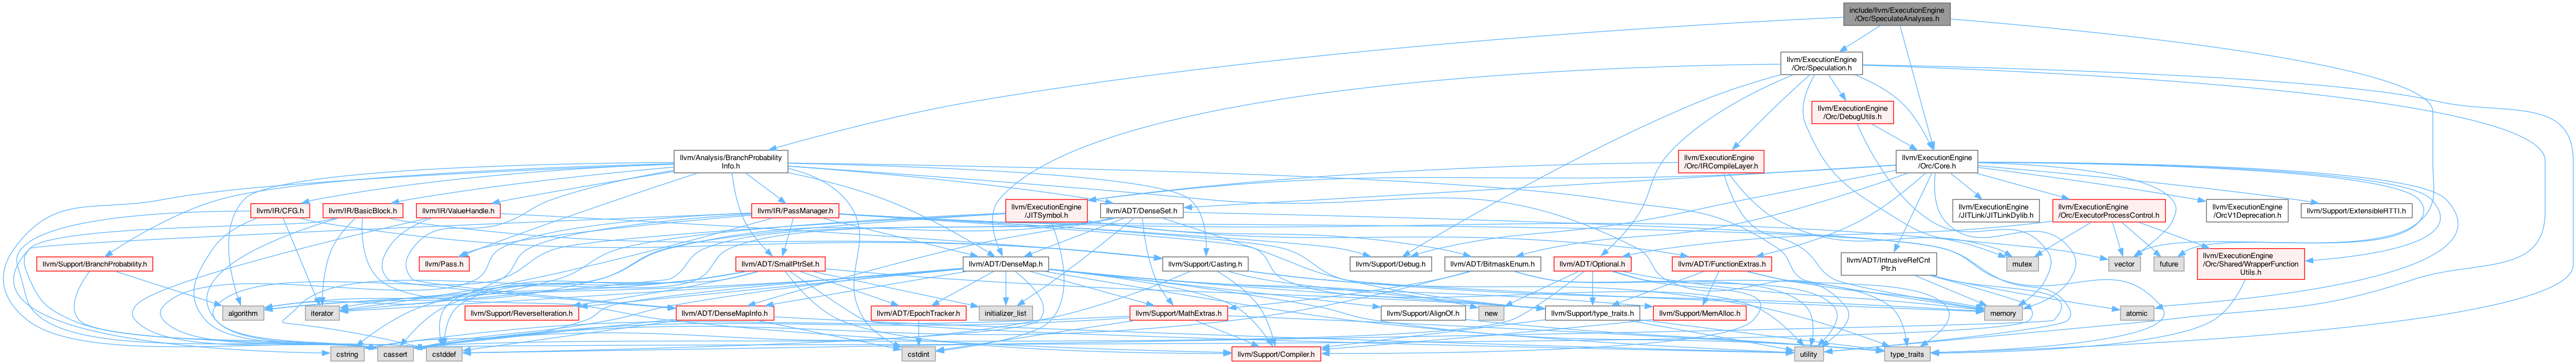 include/llvm/ExecutionEngine
/Orc/SpeculateAnalyses.h
llvm/ExecutionEngine
/Orc/Speculation.h
llvm/ExecutionEngine
/Orc/DebugUtils.h
llvm/Analysis/BranchProbability
Info.h
llvm/ExecutionEngine
/Orc/IRCompileLayer.h
llvm/ExecutionEngine
/Orc/Core.h
llvm/IR/CFG.h
llvm/IR/BasicBlock.h
llvm/IR/ValueHandle.h
llvm/IR/PassManager.h
llvm/ExecutionEngine
/JITSymbol.h
llvm/ADT/DenseSet.h
llvm/ExecutionEngine
/JITLink/JITLinkDylib.h
llvm/ExecutionEngine
/Orc/ExecutorProcessControl.h
llvm/ExecutionEngine
/OrcV1Deprecation.h
llvm/Support/ExtensibleRTTI.h
llvm/Support/BranchProbability.h
llvm/Pass.h
llvm/ADT/SmallPtrSet.h
llvm/ADT/DenseMap.h
llvm/Support/Casting.h
llvm/Support/Debug.h
llvm/ADT/BitmaskEnum.h
llvm/ADT/Optional.h
llvm/ADT/FunctionExtras.h
llvm/ADT/IntrusiveRefCnt
Ptr.h
mutex
vector
future
llvm/ExecutionEngine
/Orc/Shared/WrapperFunction
Utils.h
algorithm
iterator
llvm/Support/ReverseIteration.h
llvm/ADT/DenseMapInfo.h
llvm/ADT/EpochTracker.h
initializer_list
llvm/Support/MathExtras.h
llvm/Support/AlignOf.h
new
llvm/Support/type_traits.h
llvm/Support/MemAlloc.h
memory
atomic
cstring
cassert
cstddef
cstdint
llvm/Support/Compiler.h
utility
type_traits